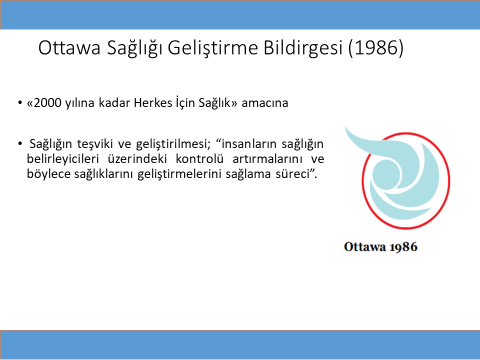 Ottawa Sağlığı Geliştirme Bildirgesi (1986)
• «2000 yılına kadar Herkes İçin Sağlık» amacına
• Sağlığın teşviki ve geliştirilmesi; “insanların sağlığın
belirleyicileri üzerindeki kontrolü artırmalarını ve
böylece sağlıklarını geliştirmelerini sağlama süreci”.
Ottawa 1986